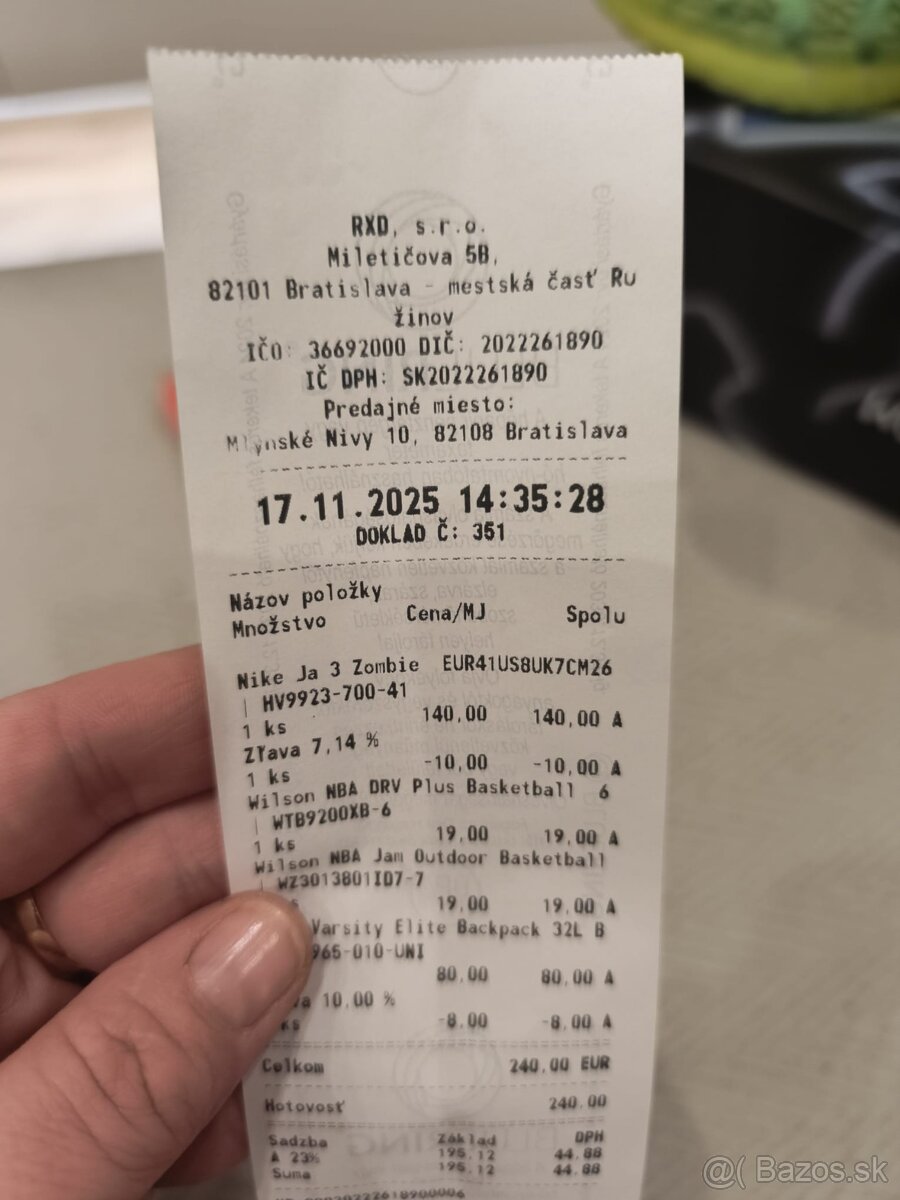 RXD, s.r.o.
Miletičova 5B,
82101 Bratislava - mestská časť Ru
žinov
IČO: 36692000 DIČ: 2022261890
IČ DPH: SK2022261890
Predajné miesto:
Mlynské Nivy 10, 82108 Bratislava
17.11.2025 14:35:28
DOKLAD Č: 351
Názov položky
Množstvo Cena/MJ Spolu
Nike Ja 3 Zombie EUR41US8UK7CM26
| HV9923-700-41
1 ks 140,00 140,00 A
Zľava 7,14 %
1 ks -10,00 -10,00 A
Wilson NBA DRV Plus Basketball 6
| WTB9200XB-6
1 ks 19,00 19,00 A
Wilson NBA Jam Outdoor Basketball
| WZ3013801ID7-7
19,00 19,00 A
Varsity Elite Backpack 32L B
965-010-UNI
80,00 80,00 A
10,00 %
ks -8,00 -8,00 A
Celkom 240,00 EUR
Hotovosť 240,00
Sadzba Základ DPH
A 23% 195,12 44,88
Suma 195,12 44,88
@( Bazos.sk